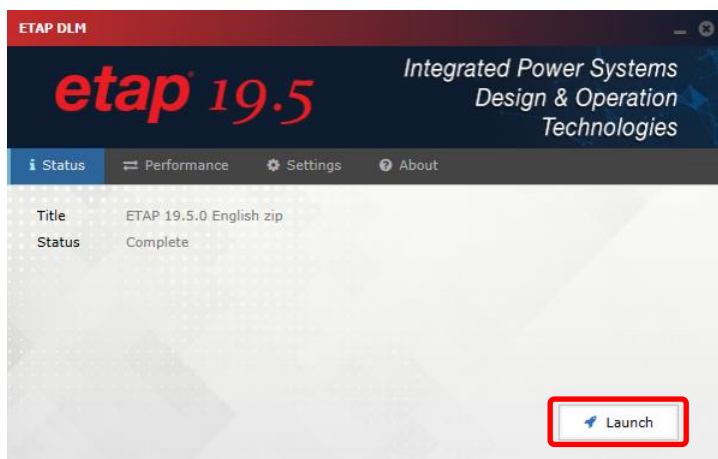 ETAP DLM
etap 19.5
Integrated Power Systems
Design & Operation
Technologies
Status Performance Settings About
Title ETAP 19.5.0 English zip
Status Complete
Launch